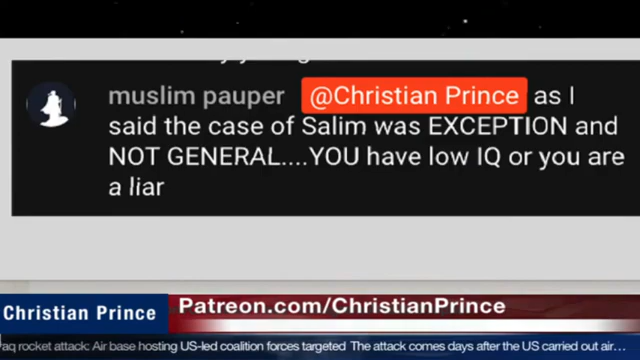 muslim pauper @Christian Prince as I
said the case of Salim was EXCEPTION and
NOT GENERAL....YOU have low IQ or you are
a liar
Patreon.com/ChristianPrince
Christian Prince
raq rocket attack: Air base hosting US-led coalition forces targeted The attack comes days after the US carried out air...